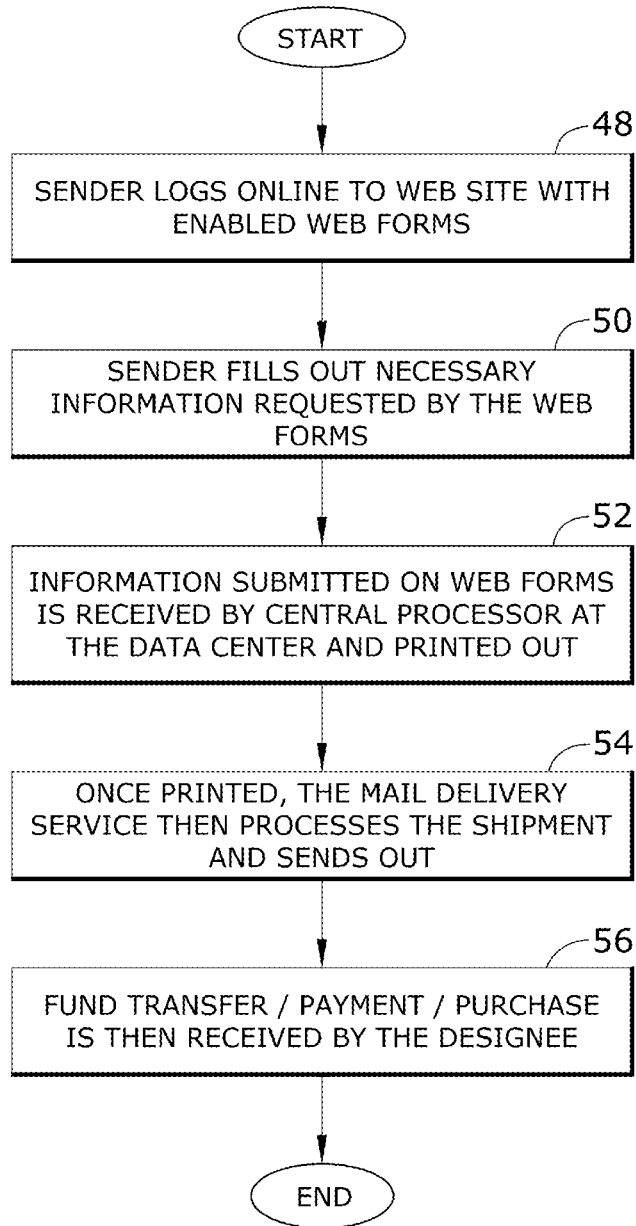 START
48
SENDER LOGS ONLINE TO WEB SITE WITH
ENABLED WEB FORMS
50
SENDER FILLS OUT NECESSARY
INFORMATION REQUESTED BY THE WEB
FORMS
52
INFORMATION SUBMITTED ON WEB FORMS
IS RECEIVED BY CENTRAL PROCESSOR AT
THE DATA CENTER AND PRINTED OUT
54
ONCE PRINTED, THE MAIL DELIVERY
SERVICE THEN PROCESSES THE SHIPMENT
AND SENDS OUT
56
FUND TRANSFER / PAYMENT / PURCHASE
IS THEN RECEIVED BY THE DESIGNEE
END